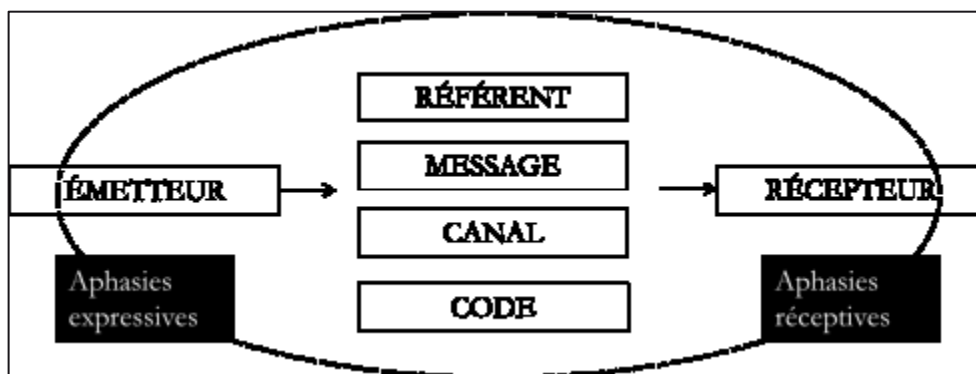 RÉFÉRENT
MESSAGE
ÉMETTEUR
RÉCEPTEUR
CANAL
CODE
Aphasies
expressives
Aphasies
réceptives